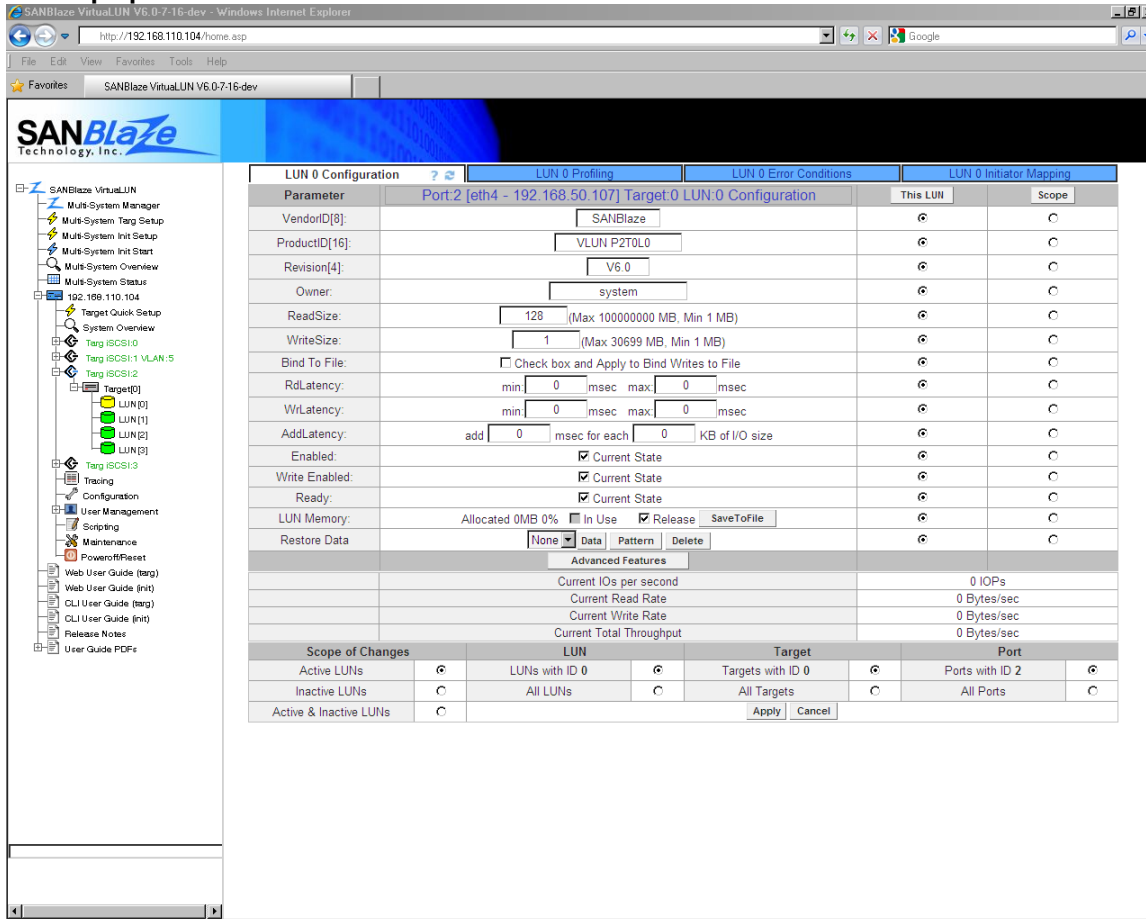 SANBlaze VirtuaLUN V6.0-7-16-dev - Windows Internet Explorer
http://192.168.110.104/home.asp
Google
File Edit View Favorites Tools Help
Favorites SANBlaze VirtuaLUN V6.0-7-16-dev
SANBlaze
Technology, Inc.
SANBlaze VirtuaLUN
Multi-System Manager
Multi-System Targ Setup
Multi-System Init Setup
Multi-System Init Start
Multi-System Overview
Multi-System Status
192.168.110.104
Target Quick Setup
System Overview
Targ iSCSI:0
Targ iSCSI:1 VLAN:5
Targ iSCSI:2
Target[0]
LUN[0]
LUN[1]
LUN[2]
LUN[3]
Targ iSCSI:3
Tracing
Configuration
User Management
Scripting
Maintenance
Poweroff/Reset
Web User Guide (targ)
Web User Guide (init)
CLI User Guide (targ)
CLI User Guide (init)
Release Notes
User Guide PDFs
LUN 0 Configuration ? LUN 0 Profiling LUN 0 Error Conditions LUN 0 Initiator Mapping
Parameter Port:2 [eth4 - 192.168.50.107] Target:0 LUN:0 Configuration This LUN Scope
VendorID[8]: SANBlaze
ProductID[16]: VLUN P2T0L0
Revision[4]: V6.0
Owner: system
ReadSize: 128 (Max 100000000 MB, Min 1 MB)
WriteSize: 1 (Max 30699 MB, Min 1 MB)
Bind To File: Check box and Apply to Bind Writes to File
RdLatency: min: 0 msec max: 0 msec
WrLatency: min: 0 msec max: 0 msec
AddLatency: add 0 msec for each 0 KB of I/O size
Enabled: Current State
Write Enabled: Current State
Ready: Current State
LUN Memory: Allocated 0MB 0% In Use Release SaveToFile
Restore Data None Data Pattern Delete
Advanced Features
Current IOs per second 0 IOPs
Current Read Rate 0 Bytes/sec
Current Write Rate 0 Bytes/sec
Current Total Throughput 0 Bytes/sec
Scope of Changes LUN Target Port
Active LUNs LUNs with ID 0 Targets with ID 0 Ports with ID 2
Inactive LUNs All LUNs All Targets All Ports
Active & Inactive LUNs Apply Cancel